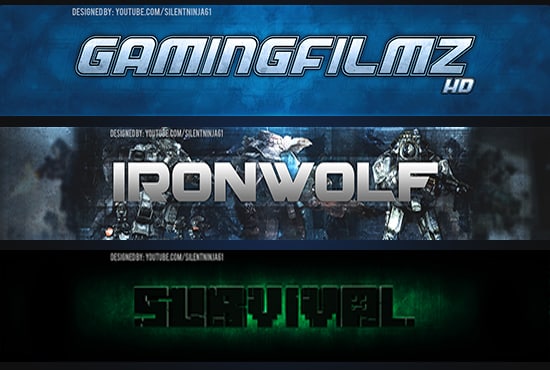 DESIGNED BY: YOUTUBE.COM/SILENTNINJA61
GAMINGFILMZ
HD
DESIGNED BY: YOUTUBE.COM/SILENTNINJA61
IRONWOLF
DESIGNED BY: YOUTUBE.COM/SILENTNINJA61
SURVIVAL